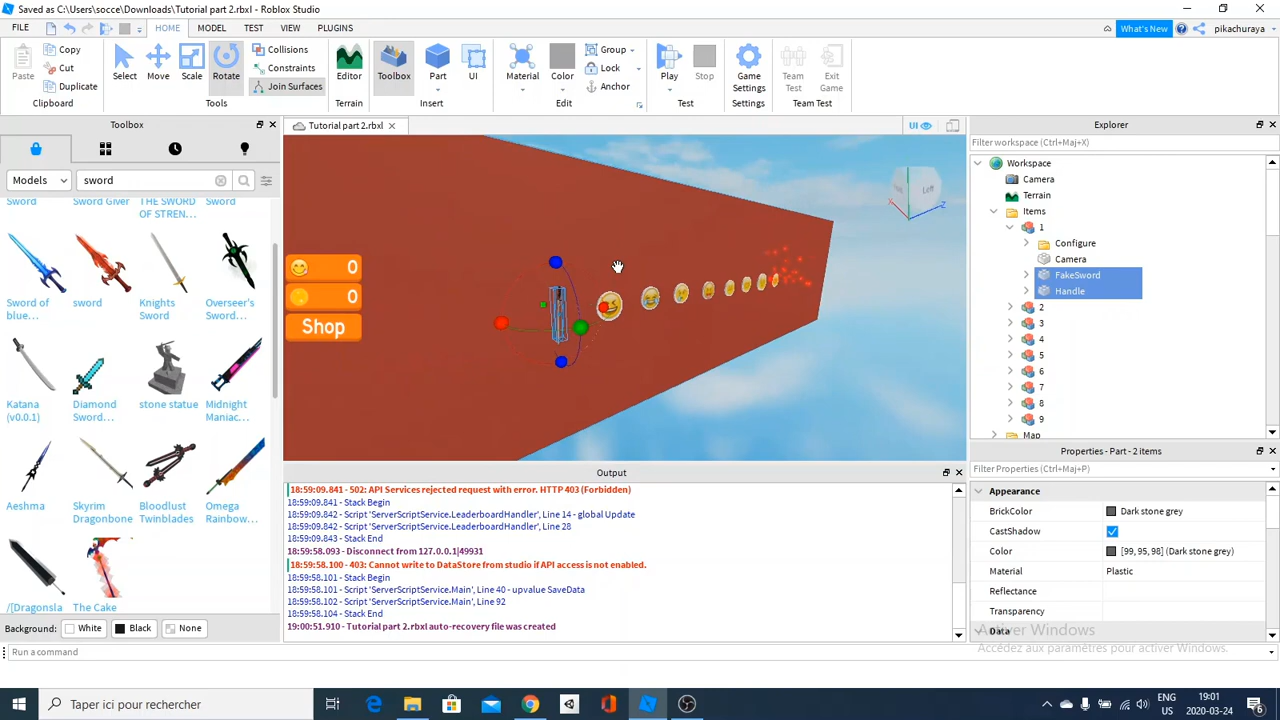 Saved as C:\Users\socce\Downloads\Tutorial part 2.rbxl - Roblox Studio
FILE HOME MODEL TEST VIEW PLUGINS
What's New pikachuraya
Paste Copy Cut Duplicate
Clipboard
Select Move Scale Rotate
Collisions
Constraints
Join Surfaces
Tools
Editor
Terrain
Toolbox Part UI
Insert
Material Color Group Lock Anchor
Edit
Play Stop
Test
Game Settings
Settings
Team Test Exit Game
Team Test
Toolbox
Models sword
Sword Sword Giver THE SWORD OF STREN... Sword
Sword of blue... sword Knights Sword Overseer's Sword...
Katana (v0.0.1) Diamond Sword... stone statue Midnight Maniac...
Aeshma Skyrim Dragonbone Bloodlust Twinblades Omega Rainbow...
/[Dragonsla The Cake
Background: White Black None
Run a command
Tutorial part 2.rbxl
UI
Left
X
Z
0
0
Shop
Output
18:59:09.841 - 502: API Services rejected request with error. HTTP 403 (Forbidden)
18:59:09.841 - Stack Begin
18:59:09.842 - Script 'ServerScriptService.LeaderboardHandler', Line 14 - global Update
18:59:09.842 - Script 'ServerScriptService.LeaderboardHandler', Line 28
18:59:09.843 - Stack End
18:59:58.093 - Disconnect from 127.0.0.1|49931
18:59:58.100 - 403: Cannot write to DataStore from studio if API access is not enabled.
18:59:58.101 - Stack Begin
18:59:58.101 - Script 'ServerScriptService.Main', Line 40 - upvalue SaveData
18:59:58.102 - Script 'ServerScriptService.Main', Line 92
18:59:58.104 - Stack End
19:00:51.910 - Tutorial part 2.rbxl auto-recovery file was created
Explorer
Filter workspace (Ctrl+Maj+X)
Workspace
Camera
Terrain
Items
1
Configure
Camera
FakeSword
Handle
2
3
4
5
6
7
8
9
Map
Properties - Part - 2 items
Filter Properties (Ctrl+Maj+P)
Appearance
BrickColor Dark stone grey
CastShadow
Color [99, 95, 98] (Dark stone grey)
Material Plastic
Reflectance
Transparency
Data
Activer Windows
Accédez aux paramètres pour activer Windows.
Taper ici pour rechercher
ENG
US
19:01
2020-03-24
6